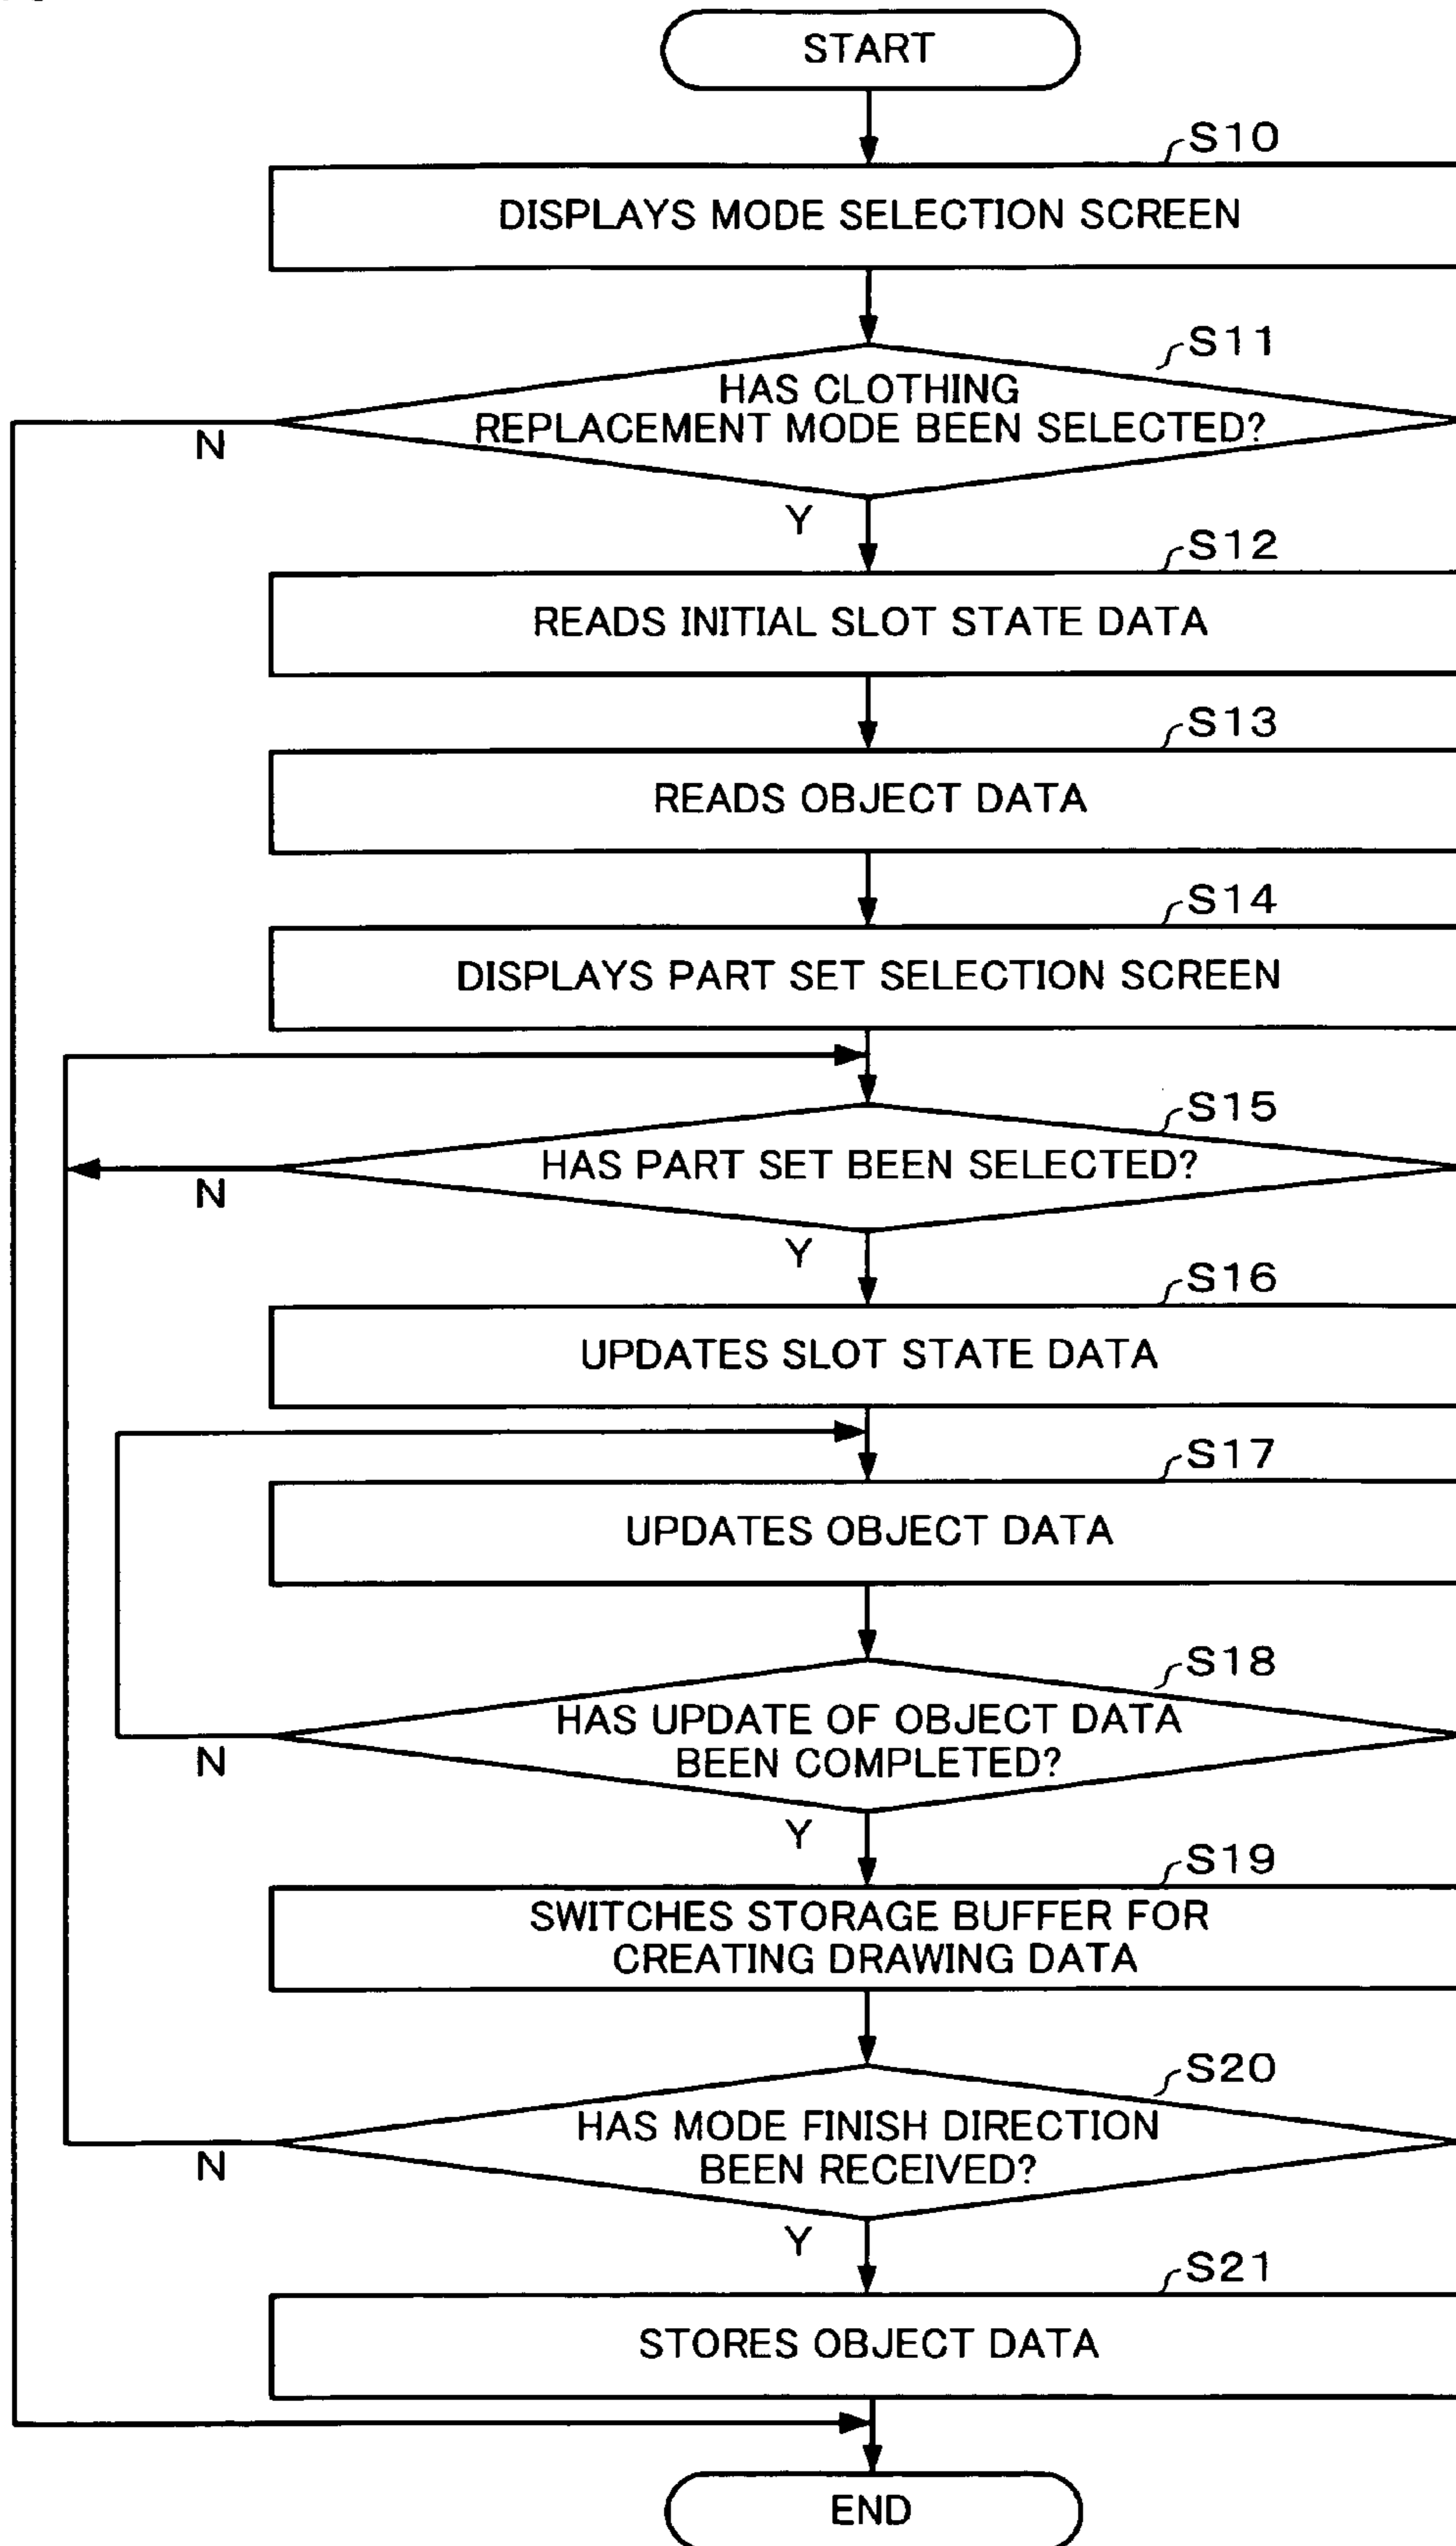 START
S10
DISPLAYS MODE SELECTION SCREEN
S11
HAS CLOTHING
REPLACEMENT MODE BEEN SELECTED?
N
Y
S12
READS INITIAL SLOT STATE DATA
S13
READS OBJECT DATA
S14
DISPLAYS PART SET SELECTION SCREEN
S15
HAS PART SET BEEN SELECTED?
N
Y
S16
UPDATES SLOT STATE DATA
S17
UPDATES OBJECT DATA
S18
HAS UPDATE OF OBJECT DATA
BEEN COMPLETED?
N
Y
S19
SWITCHES STORAGE BUFFER FOR
CREATING DRAWING DATA
S20
HAS MODE FINISH DIRECTION
BEEN RECEIVED?
N
Y
S21
STORES OBJECT DATA
END